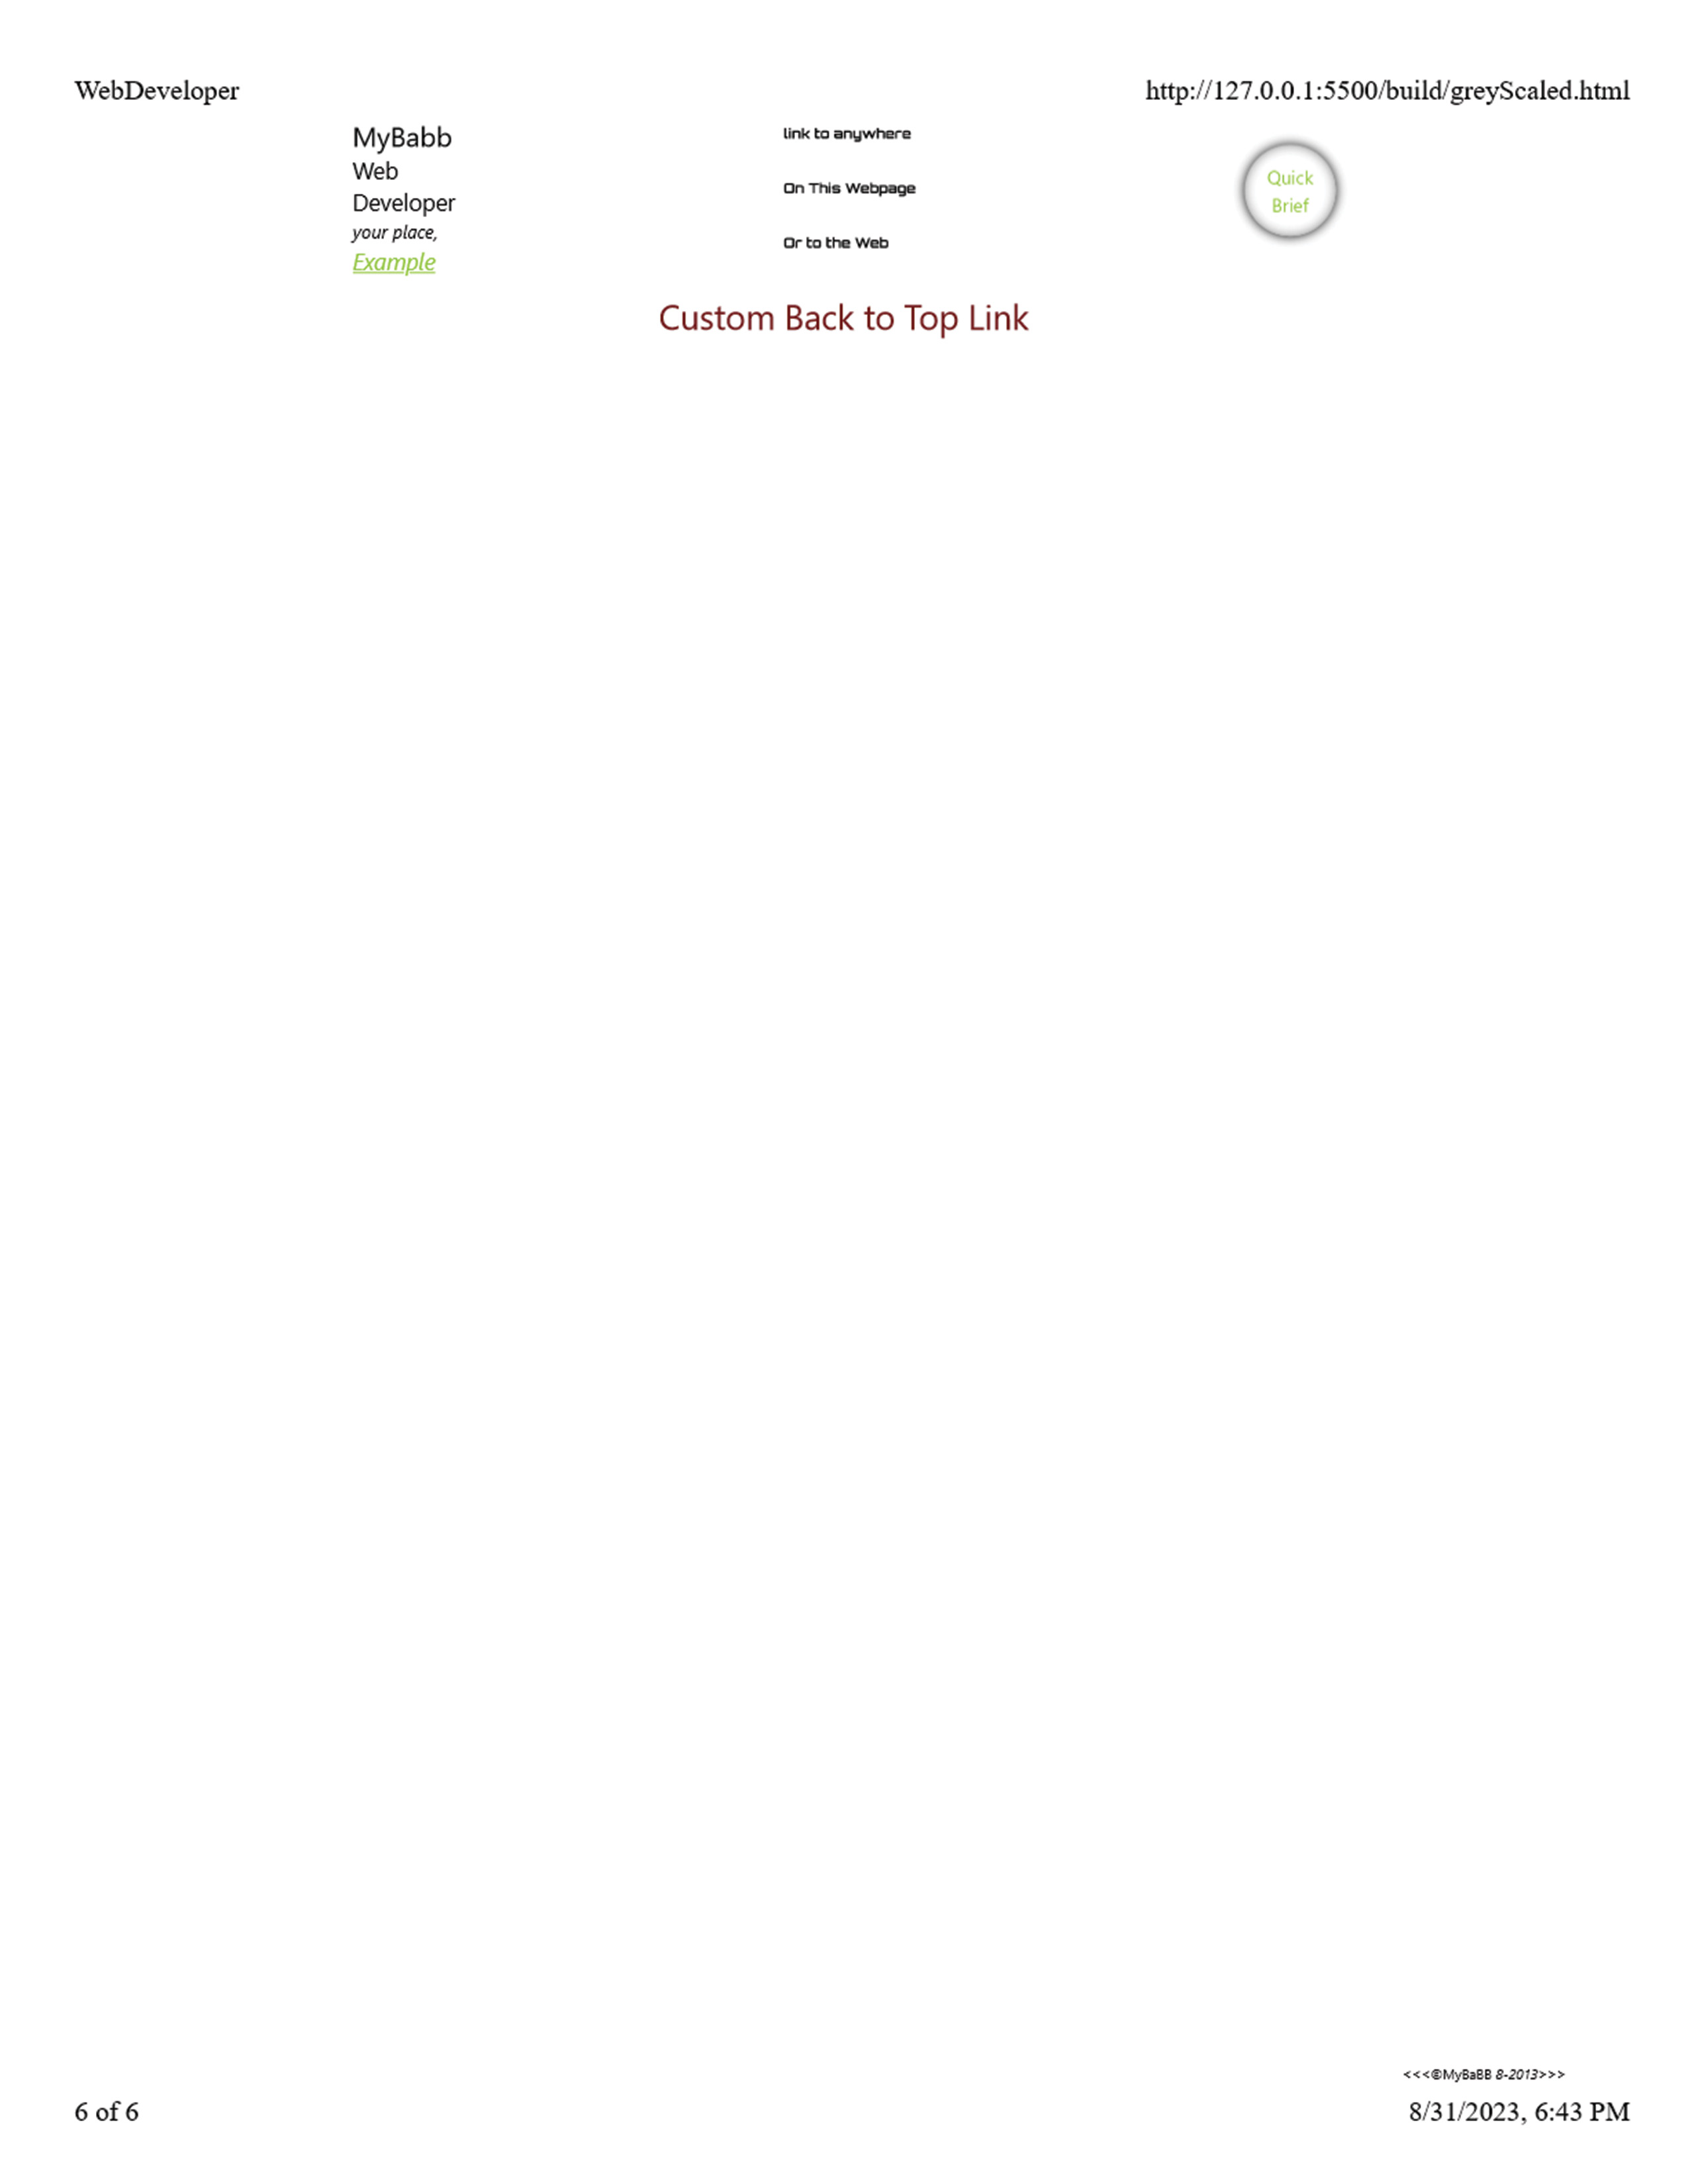 WebDeveloper
http://127.0.0.1:5500/build/greyScaled.html
MyBabb
Web
Developer
your place,
Example
link to anywhere
On This Webpage
Or to the Web
Quick
Brief
Custom Back to Top Link
<<<©MyBaBB 8-2013>>>
6 of 6
8/31/2023, 6:43 PM